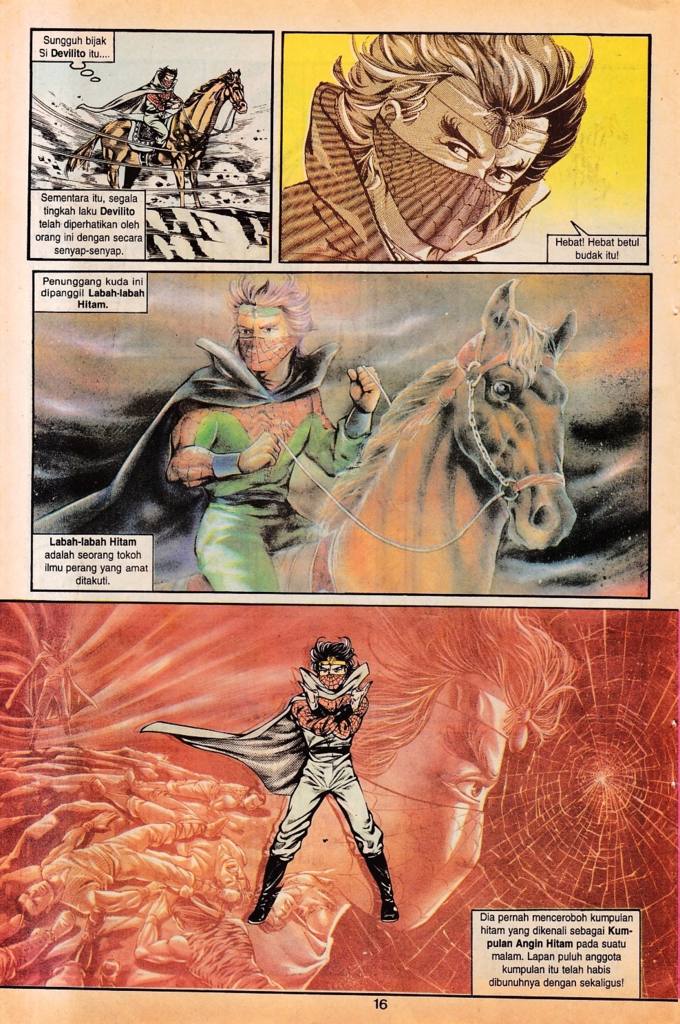 Sungguh bijak
Si Devilito itu....
Sementara itu, segala
tingkah laku Devilito
telah diperhatikan oleh
orang ini dengan secara
senyap-senyap.
Hebat! Hebat betul
budak itu!
Penunggang kuda ini
dipanggil Labah-labah
Hitam.
Labah-labah Hitam
adalah seorang tokoh
ilmu perang yang amat
ditakuti.
Dia pernah menceroboh kumpulan
hitam yang dikenali sebagai Kum-
pulan Angin Hitam pada suatu
malam. Lapan puluh anggota
kumpulan itu telah habis
dibunuhnya dengan sekaligus!
16